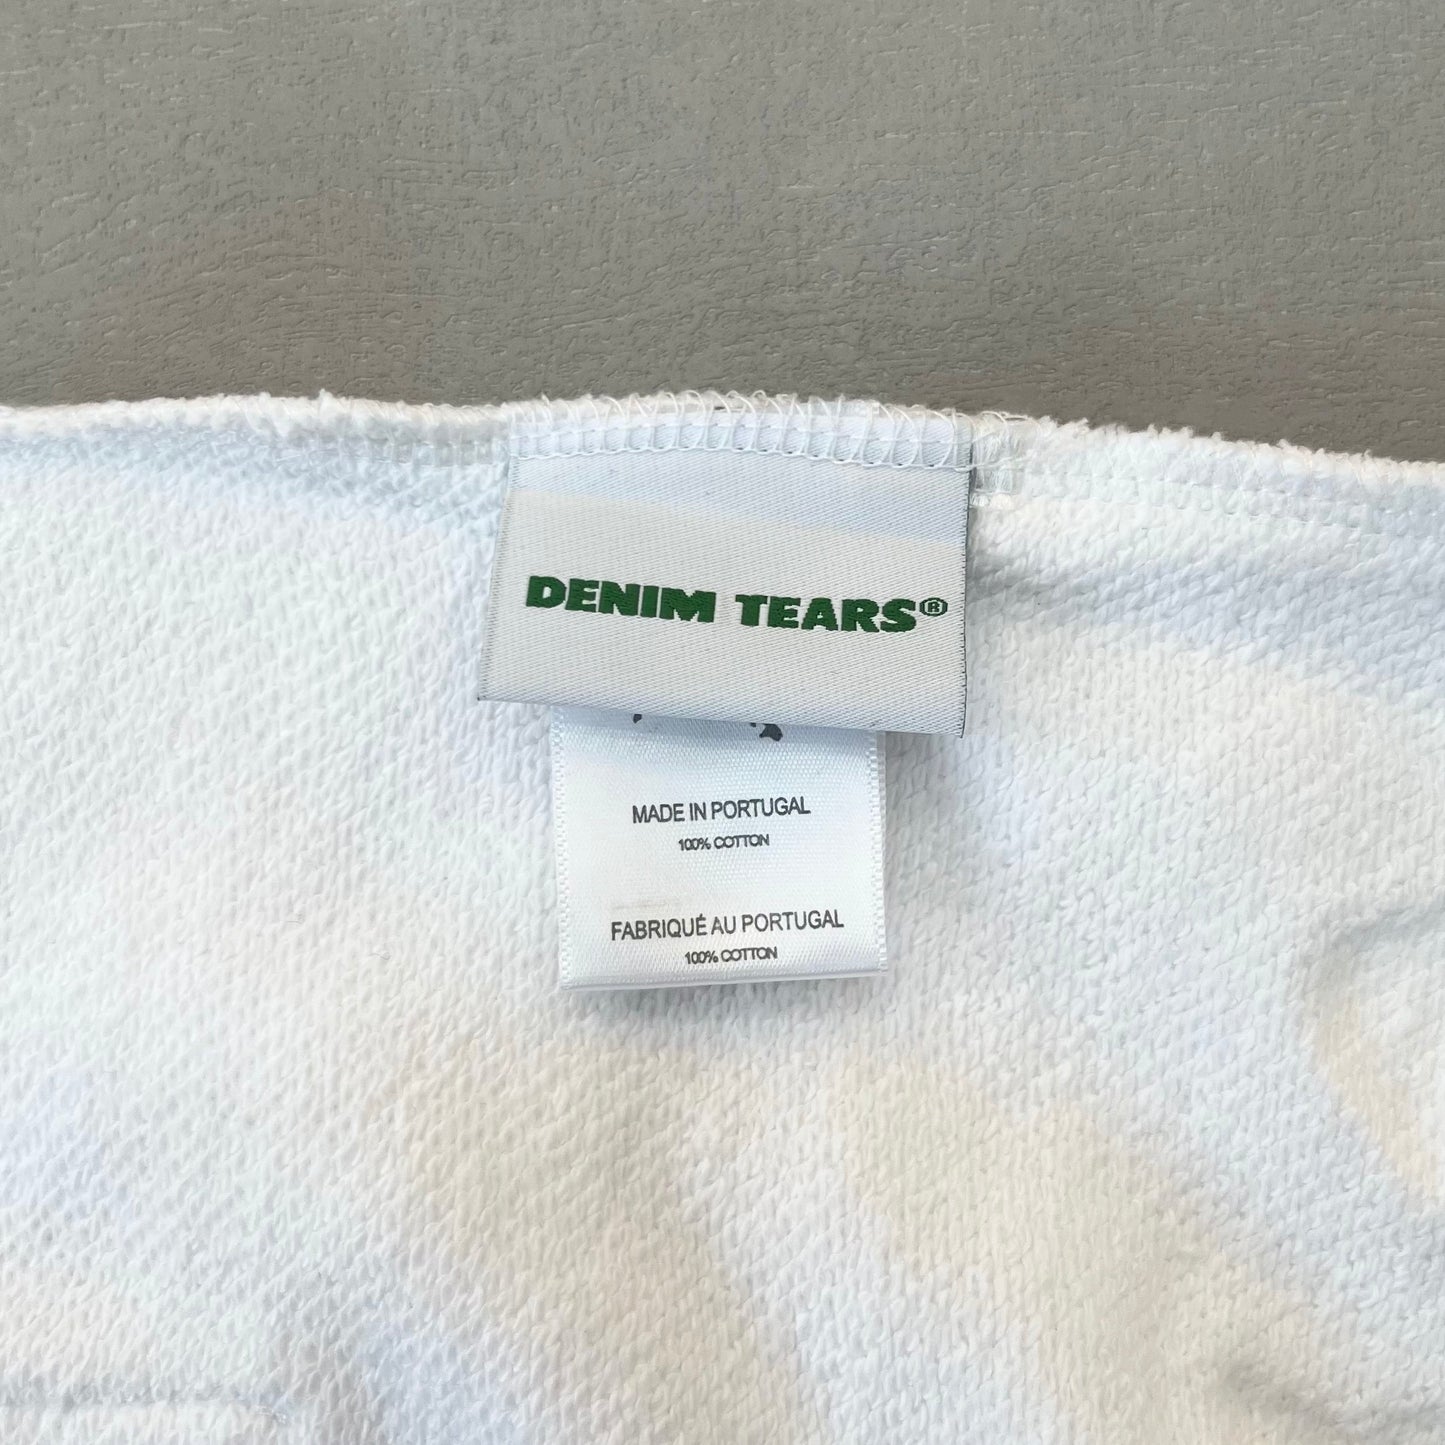 DENIM TEARS®
MADE IN PORTUGAL
100% COTTON
FABRIQUÉ AU PORTUGAL
100% COTTON